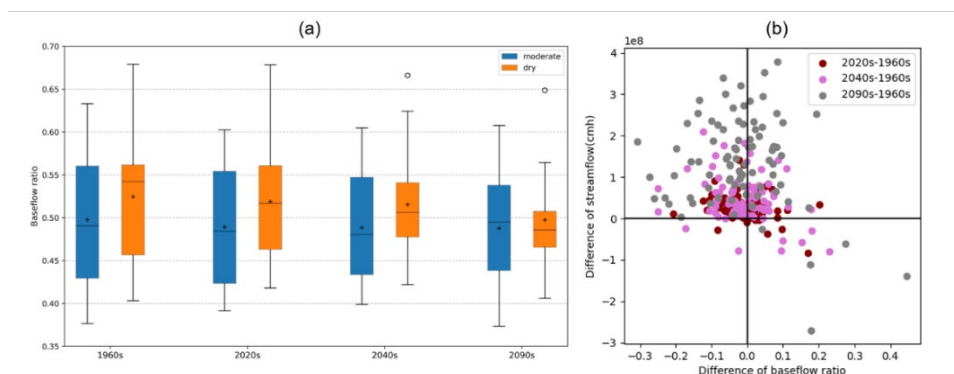 (a)
(b)
0.70
0.65
0.60
0.55
0.50
0.45
0.40
0.35
Baseflow ratio
moderate
dry
1960s
2020s
2040s
2090s
1e8
4
3
2
1
0
−1
−2
−3
Difference of streamflow(cmh)
2020s-1960s
2040s-1960s
2090s-1960s
−0.3 −0.2 −0.1 0.0 0.1 0.2 0.3 0.4
Difference of baseflow ratio